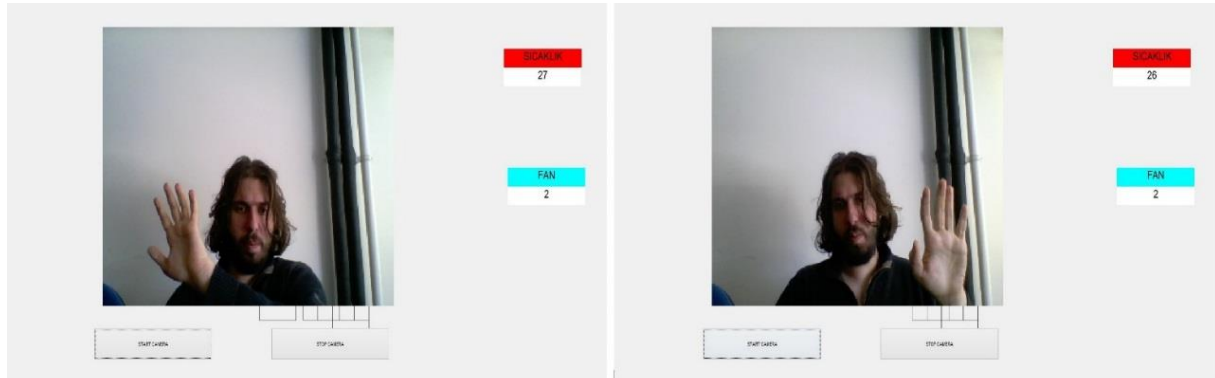 SICAKLIK
27
FAN
2
START CAMERA
STOP CAMERA
SICAKLIK
26
FAN
2
START CAMERA
STOP CAMERA